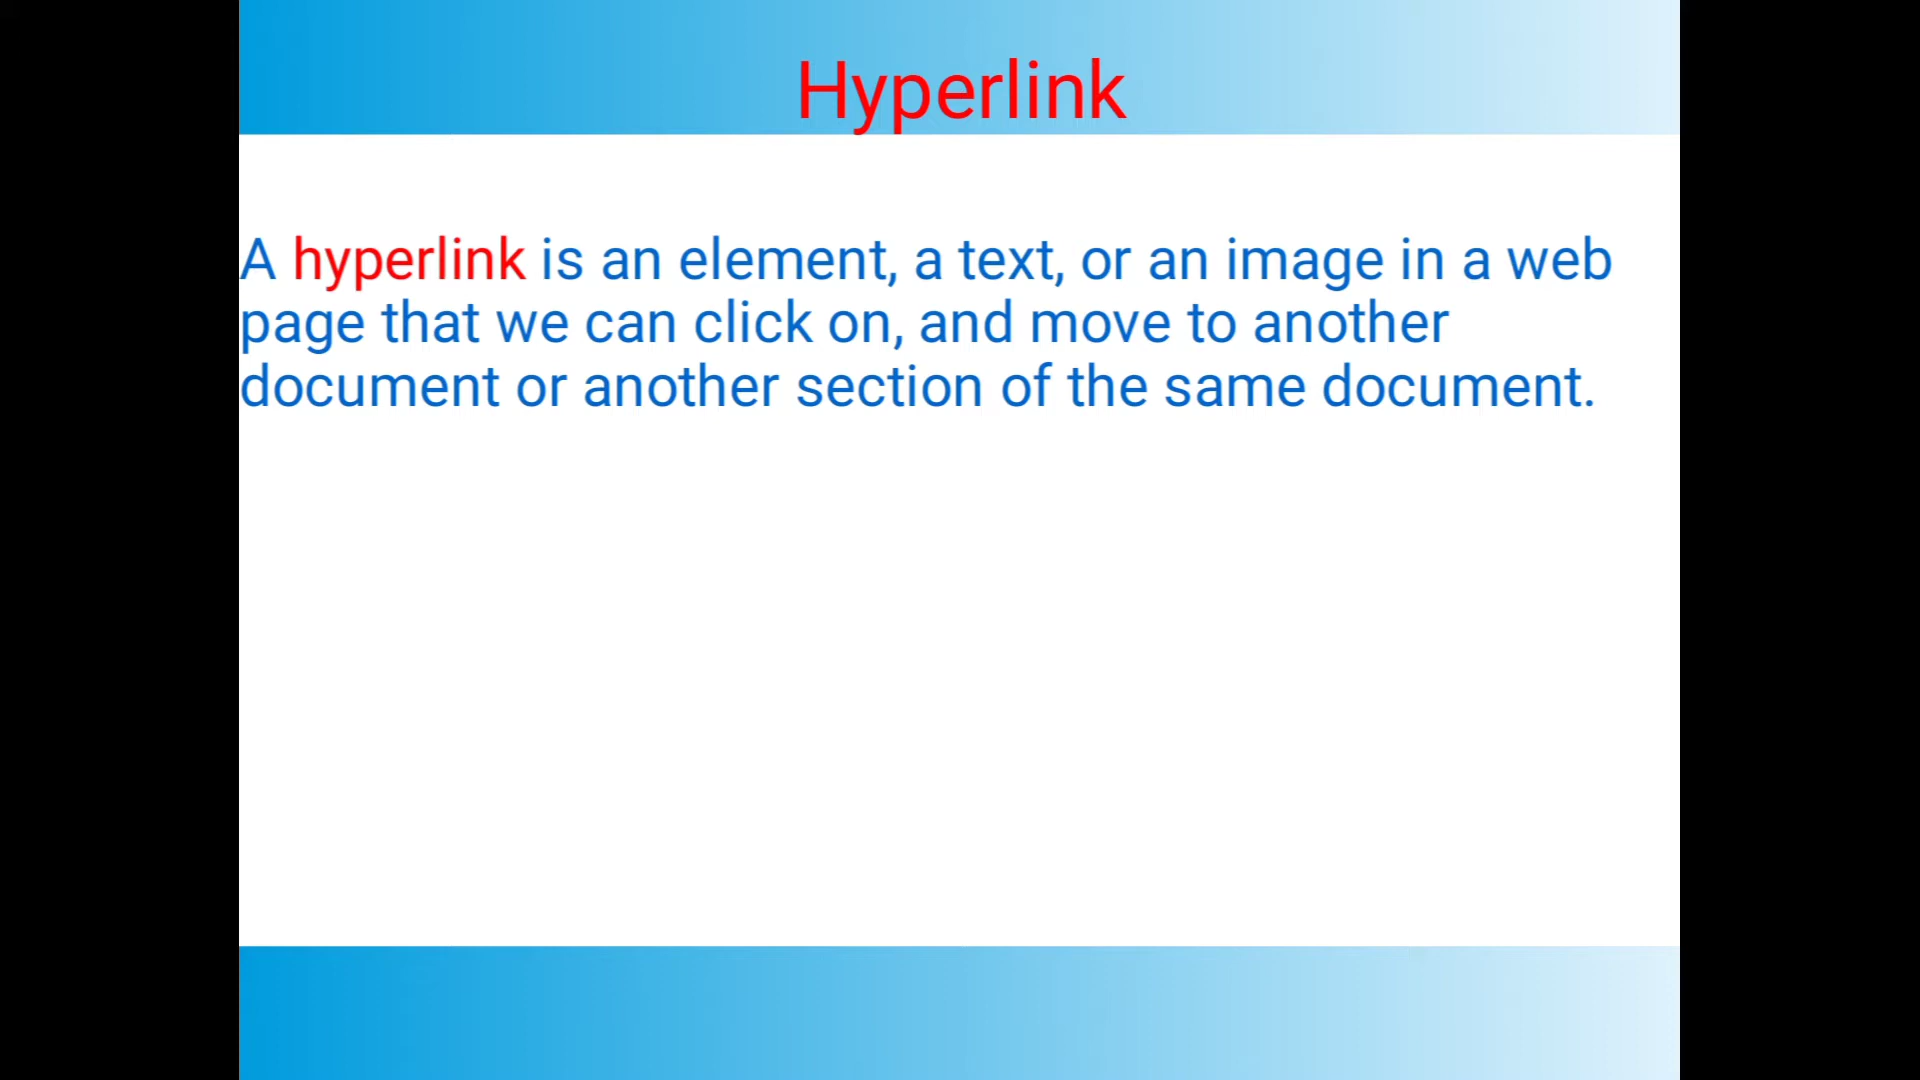 Hyperlink
A hyperlink is an element, a text, or an image in a web
page that we can click on, and move to another
document or another section of the same document.